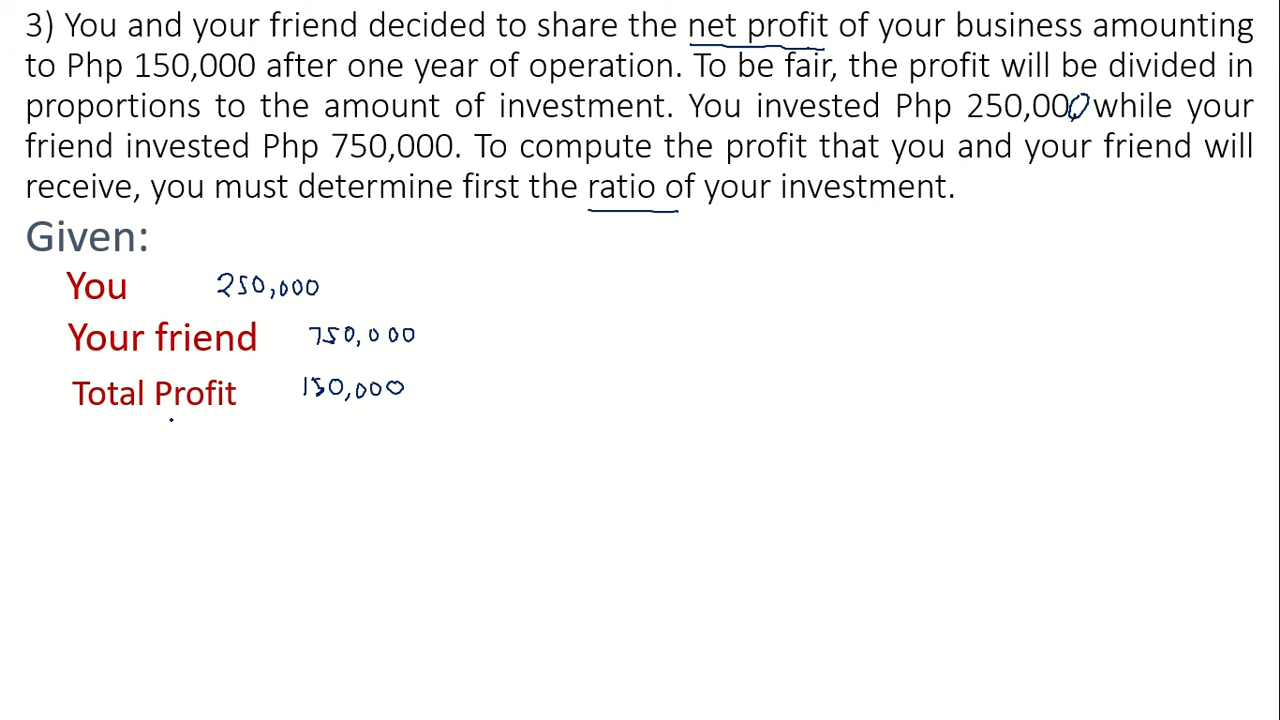 3) You and your friend decided to share the net profit of your business amounting
to Php 150,000 after one year of operation. To be fair, the profit will be divided in
proportions to the amount of investment. You invested Php 250,000 while your
friend invested Php 750,000. To compute the profit that you and your friend will
receive, you must determine first the ratio of your investment.
Given:
You 250,000
Your friend 750,000
Total Profit 150,000